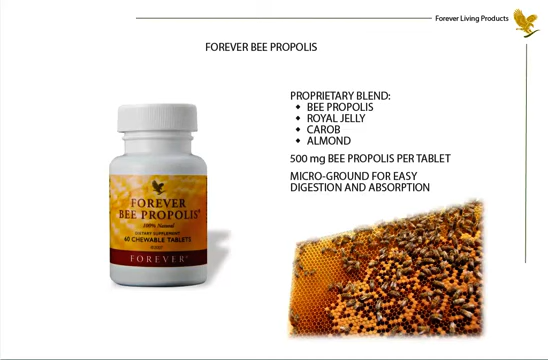 Forever Living Products
FOREVER BEE PROPOLIS
PROPRIETARY BLEND:
BEE PROPOLIS
ROYAL JELLY
CAROB
ALMOND
500 mg BEE PROPOLIS PER TABLET
MICRO-GROUND FOR EASY
DIGESTION AND ABSORPTION
FOREVER
BEE PROPOLIS®
100% Natural
DIETARY SUPPLEMENT
60 CHEWABLE TABLETS
FOREVER®